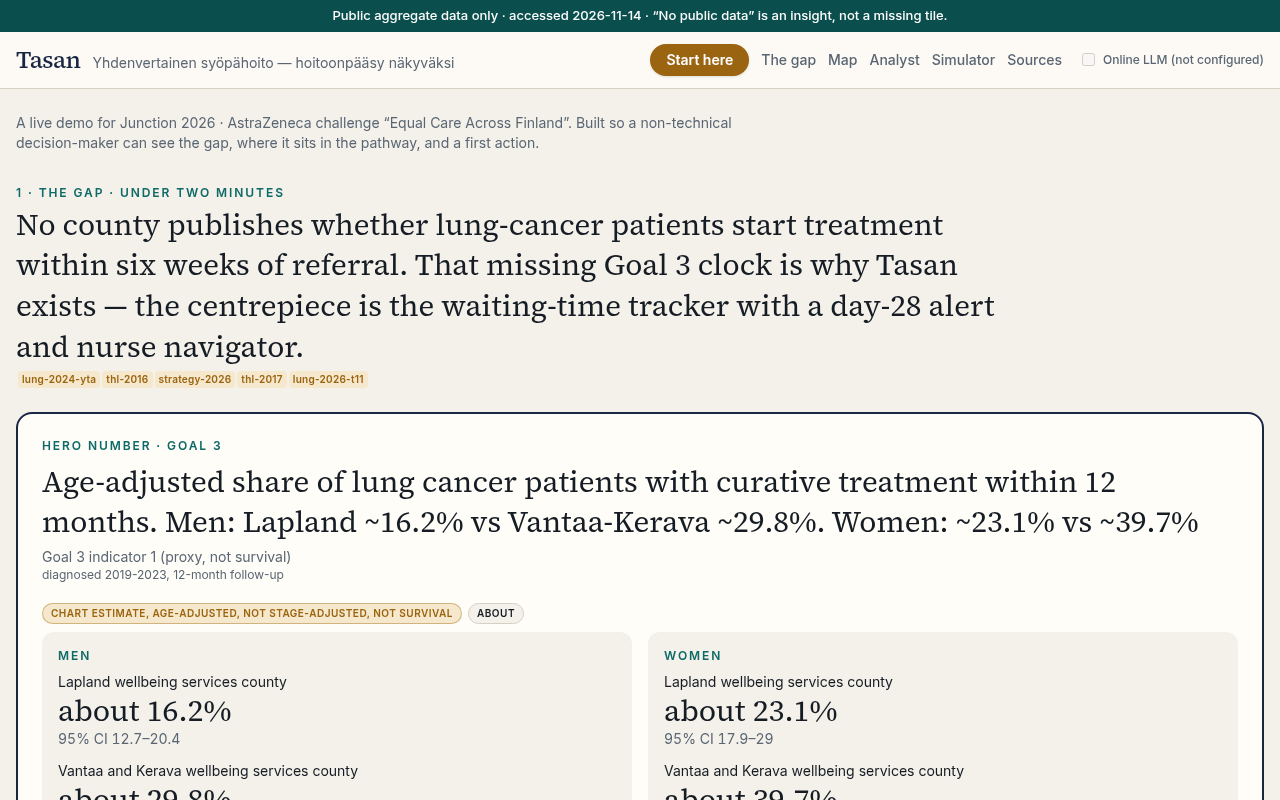 Public aggregate data only · accessed 2026-11-14 · “No public data” is an insight, not a missing tile.
Tasan Yhdenvertainen syöpähoito — hoitoonpääsy näkyväksi Start here The gap Map Analyst Simulator Sources Online LLM (not configured)
A live demo for Junction 2026 · AstraZeneca challenge “Equal Care Across Finland”. Built so a non-technical
decision-maker can see the gap, where it sits in the pathway, and a first action.
1 · THE GAP · UNDER TWO MINUTES
No county publishes whether lung-cancer patients start treatment
within six weeks of referral. That missing Goal 3 clock is why Tasan
exists — the centrepiece is the waiting-time tracker with a day-28 alert
and nurse navigator.
lung-2024-yta thl-2016 strategy-2026 thl-2017 lung-2026-t11
HERO NUMBER · GOAL 3
Age-adjusted share of lung cancer patients with curative treatment within 12
months. Men: Lapland ~16.2% vs Vantaa-Kerava ~29.8%. Women: ~23.1% vs ~39.7%
Goal 3 indicator 1 (proxy, not survival)
diagnosed 2019-2023, 12-month follow-up
CHART ESTIMATE, AGE-ADJUSTED, NOT STAGE-ADJUSTED, NOT SURVIVAL ABOUT
MEN
Lapland wellbeing services county
about 16.2%
95% CI 12.7–20.4
Vantaa and Kerava wellbeing services county
about 29.8%
WOMEN
Lapland wellbeing services county
about 23.1%
95% CI 17.9–29
Vantaa and Kerava wellbeing services county
about 39.7%